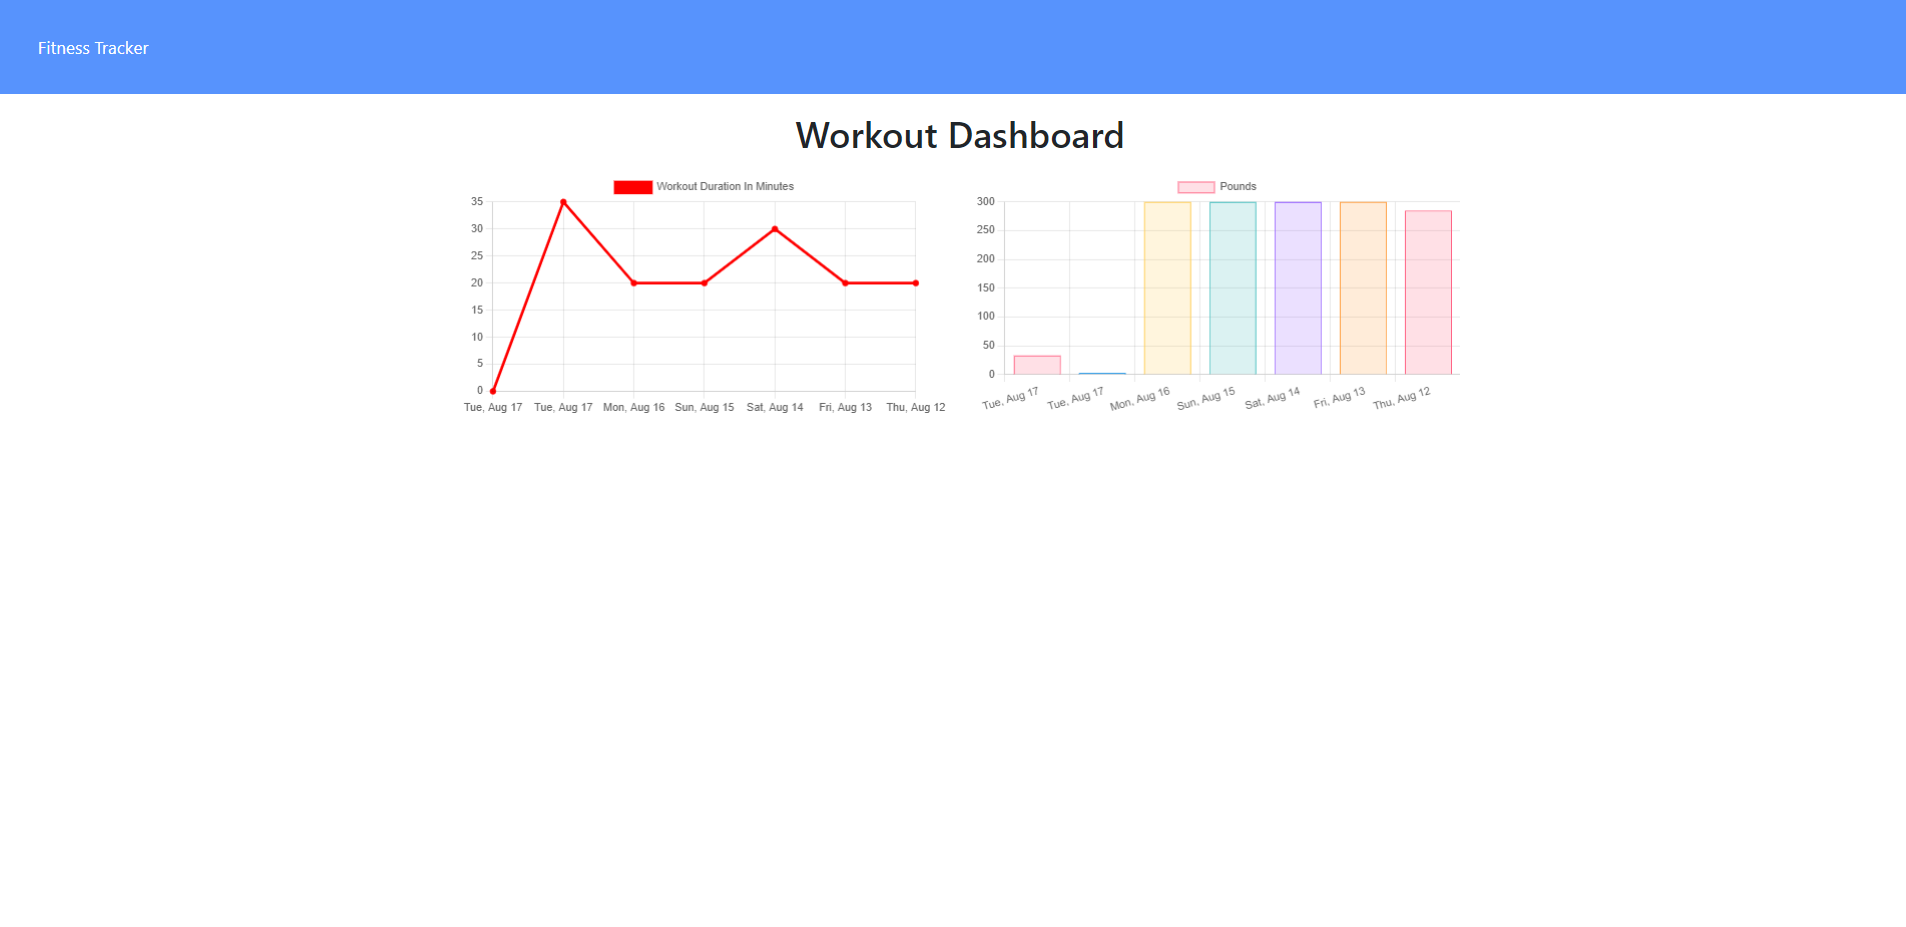 Fitness Tracker
Workout Dashboard
Workout Duration In Minutes
35
30
25
20
15
10
5
0
Tue, Aug 17 Tue, Aug 17 Mon, Aug 16 Sun, Aug 15 Sat, Aug 14 Fri, Aug 13 Thu, Aug 12
Pounds
300
250
200
150
100
50
0
Tue, Aug 17 Tue, Aug 17 Mon, Aug 16 Sun, Aug 15 Sat, Aug 14 Fri, Aug 13 Thu, Aug 12